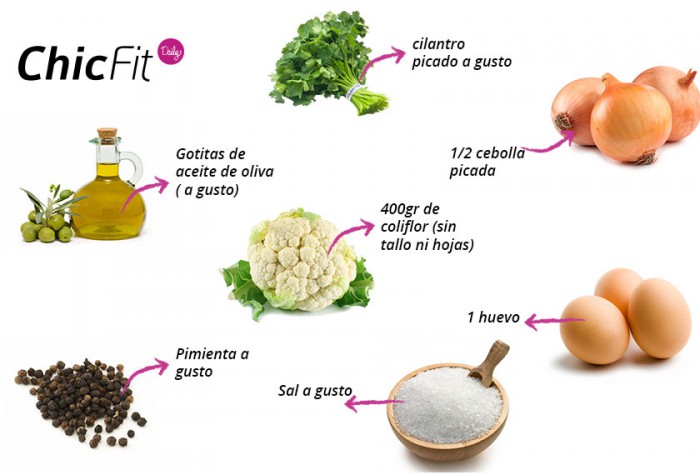 ChicFit Daily
cilantro
picado a gusto
1/2 cebolla
picada
Gotitas de
aceite de oliva
( a gusto)
400gr de
coliflor (sin
tallo ni hojas)
1 huevo
Pimienta a
gusto
Sal a gusto